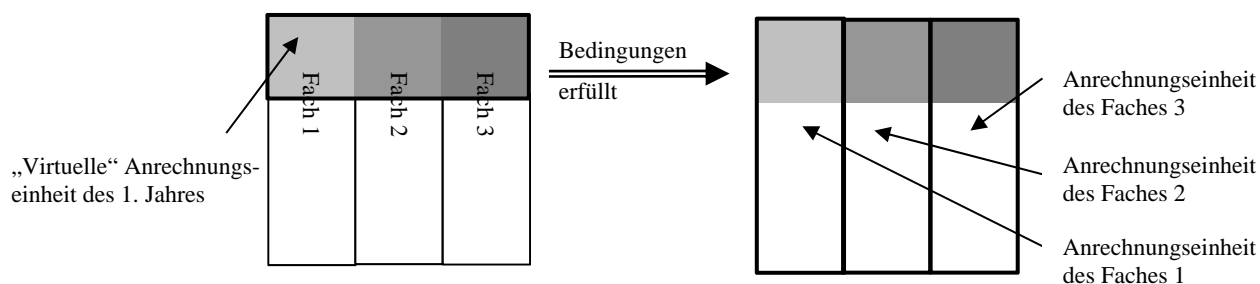 Fach 1
Fach 2
Fach 3
„Virtuelle“ Anrechnungs-
einheit des 1. Jahres
Bedingungen
erfüllt
Anrechnungseinheit
des Faches 3
Anrechnungseinheit
des Faches 2
Anrechnungseinheit
des Faches 1